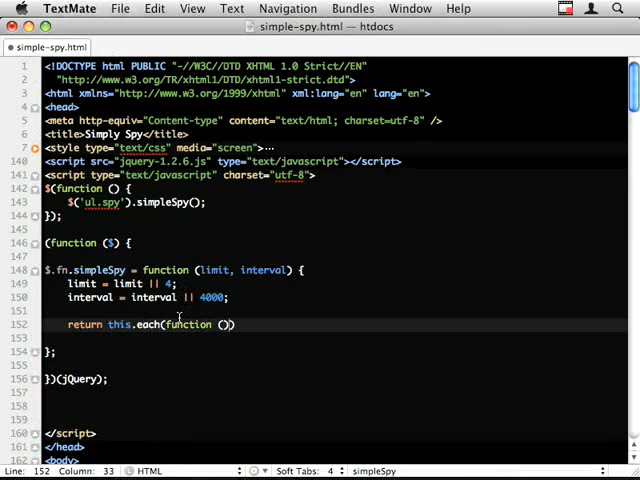 TextMate File Edit View Text Navigation Bundles Window Help
simple-spy.html — htdocs
simple-spy.html
1 <!DOCTYPE html PUBLIC "-//W3C//DTD XHTML 1.0 Strict//EN"
2 "http://www.w3.org/TR/xhtml1/DTD/xhtml1-strict.dtd">
3 <html xmlns="http://www.w3.org/1999/xhtml" xml:lang="en" lang="en">
4 <head>
5 <meta http-equiv="Content-type" content="text/html; charset=utf-8" />
6 <title>Simply Spy</title>
7 <style type="text/css" media="screen">…
140 <script src="jquery-1.2.6.js" type="text/javascript"></script>
141 <script type="text/javascript" charset="utf-8">
142 $(function () {
143 $('ul.spy').simpleSpy();
144 });
145
146 (function ($) {
147
148 $.fn.simpleSpy = function (limit, interval) {
149 limit = limit || 4;
150 interval = interval || 4000;
151
152 return this.each(function ())
153
154 };
155
156 })(jQuery);
157
158
159
160 </script>
161 </head>
162 <body>
Line: 152 Column: 33 HTML Soft Tabs: 4 simpleSpy